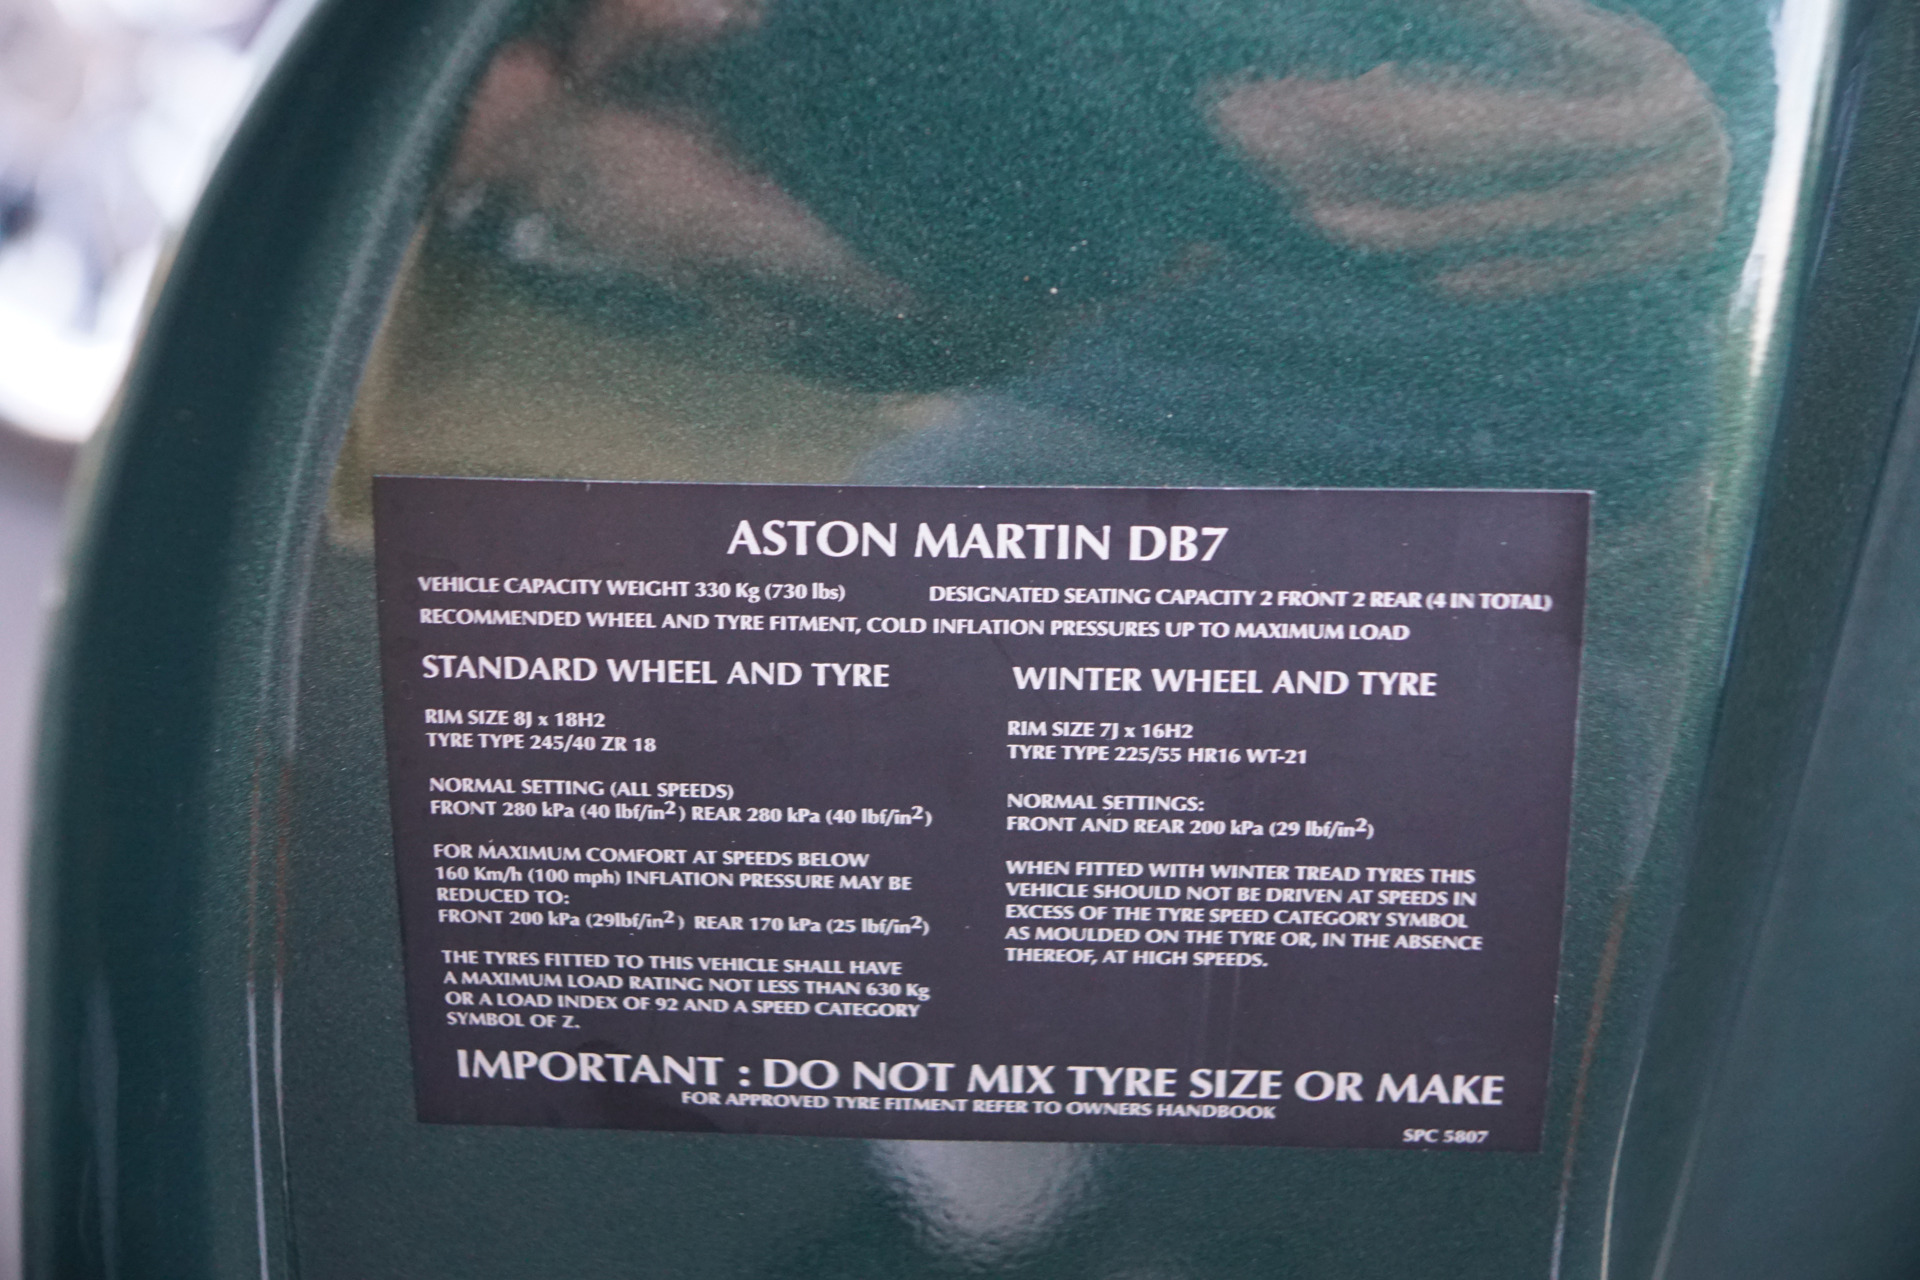 ASTON MARTIN DB7
VEHICLE CAPACITY WEIGHT 330 Kg (730 lbs) DESIGNATED SEATING CAPACITY 2 FRONT 2 REAR (4 IN TOTAL)
RECOMMENDED WHEEL AND TYRE FITMENT, COLD INFLATION PRESSURES UP TO MAXIMUM LOAD
STANDARD WHEEL AND TYRE
RIM SIZE 8J x 18H2
TYRE TYPE 245/40 ZR 18
NORMAL SETTING (ALL SPEEDS)
FRONT 280 kPa (40 lbf/in²) REAR 280 kPa (40 lbf/in²)
FOR MAXIMUM COMFORT AT SPEEDS BELOW
160 Km/h (100 mph) INFLATION PRESSURE MAY BE
REDUCED TO:
FRONT 200 kPa (29lbf/in²) REAR 170 kPa (25 lbf/in²)
THE TYRES FITTED TO THIS VEHICLE SHALL HAVE
A MAXIMUM LOAD RATING NOT LESS THAN 630 Kg
OR A LOAD INDEX OF 92 AND A SPEED CATEGORY
SYMBOL OF Z.
WINTER WHEEL AND TYRE
RIM SIZE 7J x 16H2
TYRE TYPE 225/55 HR16 WT-21
NORMAL SETTINGS:
FRONT AND REAR 200 kPa (29 lbf/in²)
WHEN FITTED WITH WINTER TREAD TYRES THIS
VEHICLE SHOULD NOT BE DRIVEN AT SPEEDS IN
EXCESS OF THE TYRE SPEED CATEGORY SYMBOL
AS MOULDED ON THE TYRE OR, IN THE ABSENCE
THEREOF, AT HIGH SPEEDS.
IMPORTANT : DO NOT MIX TYRE SIZE OR MAKE
FOR APPROVED TYRE FITMENT REFER TO OWNERS HANDBOOK
SPC 5807